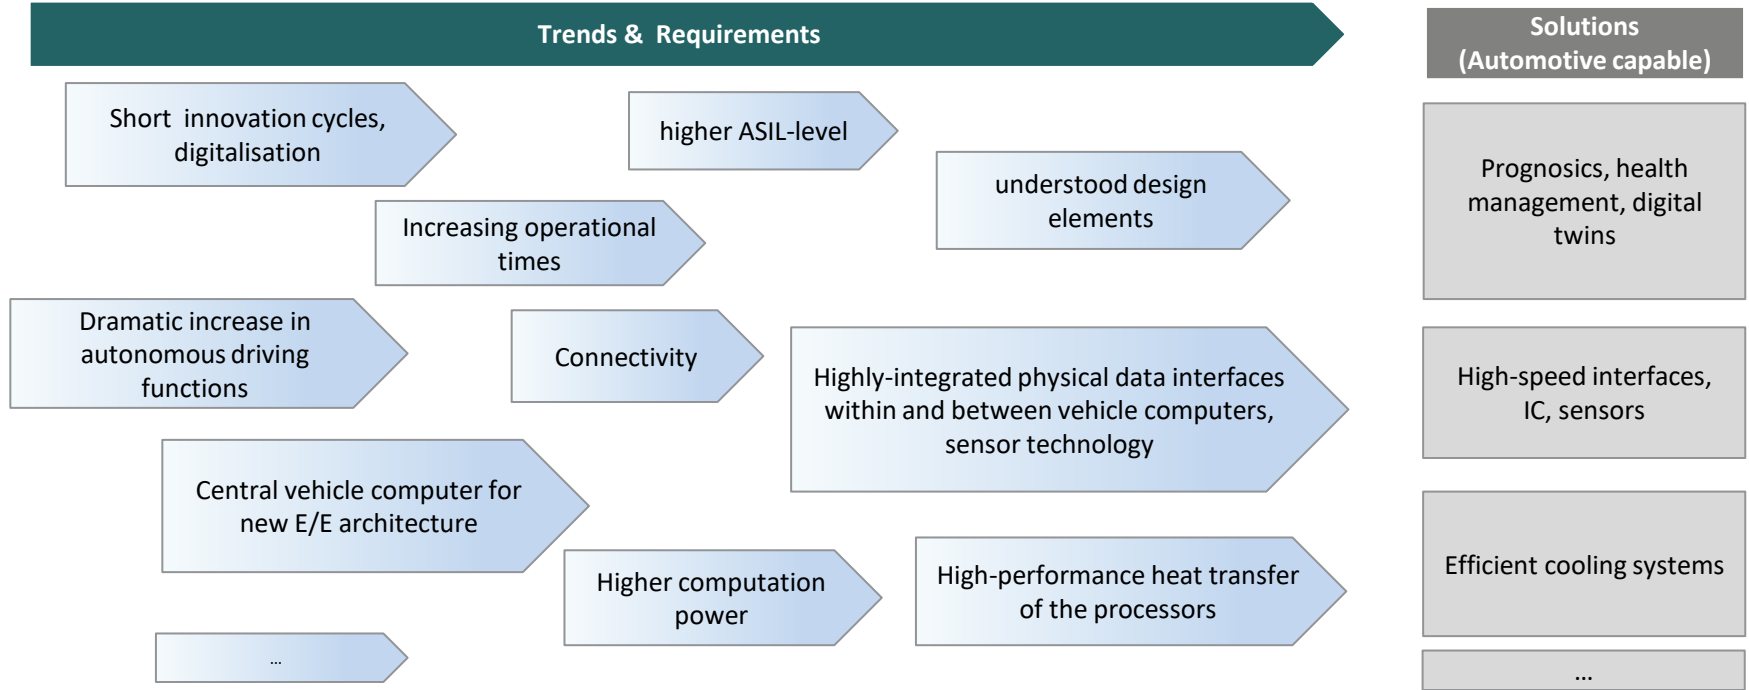 Trends & Requirements
Solutions
(Automotive capable)
Short innovation cycles,
digitalisation
higher ASIL-level
understood design
elements
Prognosics, health
management, digital
twins
Increasing operational
times
Dramatic increase in
autonomous driving
functions
Connectivity
Highly-integrated physical data interfaces
within and between vehicle computers,
sensor technology
High-speed interfaces,
IC, sensors
Central vehicle computer for
new E/E architecture
Higher computation
power
High-performance heat transfer
of the processors
Efficient cooling systems
...
...